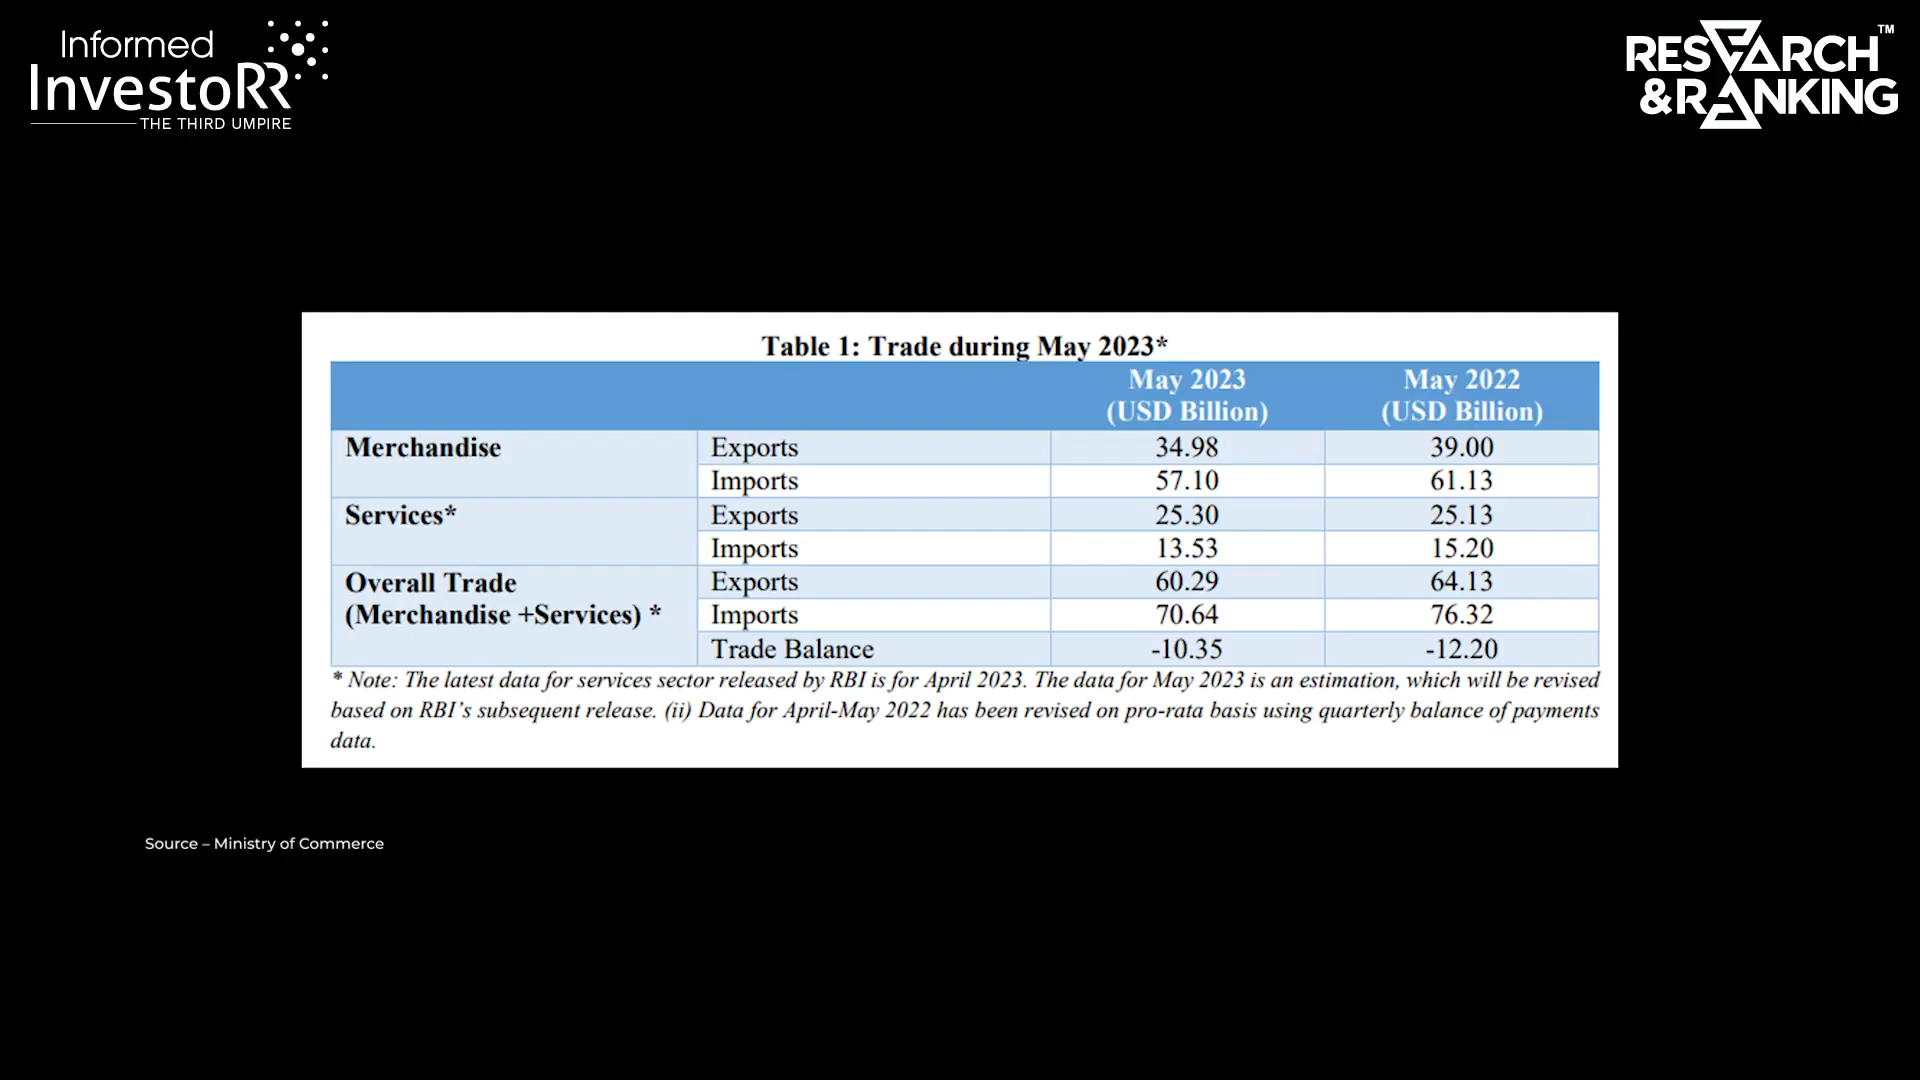 Informed
InvestoRR
THE THIRD UMPIRE
RESEARCH™
&RANKING
Table 1: Trade during May 2023*
May 2023 (USD Billion) May 2022 (USD Billion)
Merchandise Exports 34.98 39.00
Imports 57.10 61.13
Services* Exports 25.30 25.13
Imports 13.53 15.20
Overall Trade (Merchandise +Services) * Exports 60.29 64.13
Imports 70.64 76.32
Trade Balance -10.35 -12.20
* Note: The latest data for services sector released by RBI is for April 2023. The data for May 2023 is an estimation, which will be revised
based on RBI’s subsequent release. (ii) Data for April-May 2022 has been revised on pro-rata basis using quarterly balance of payments
data.
Source – Ministry of Commerce